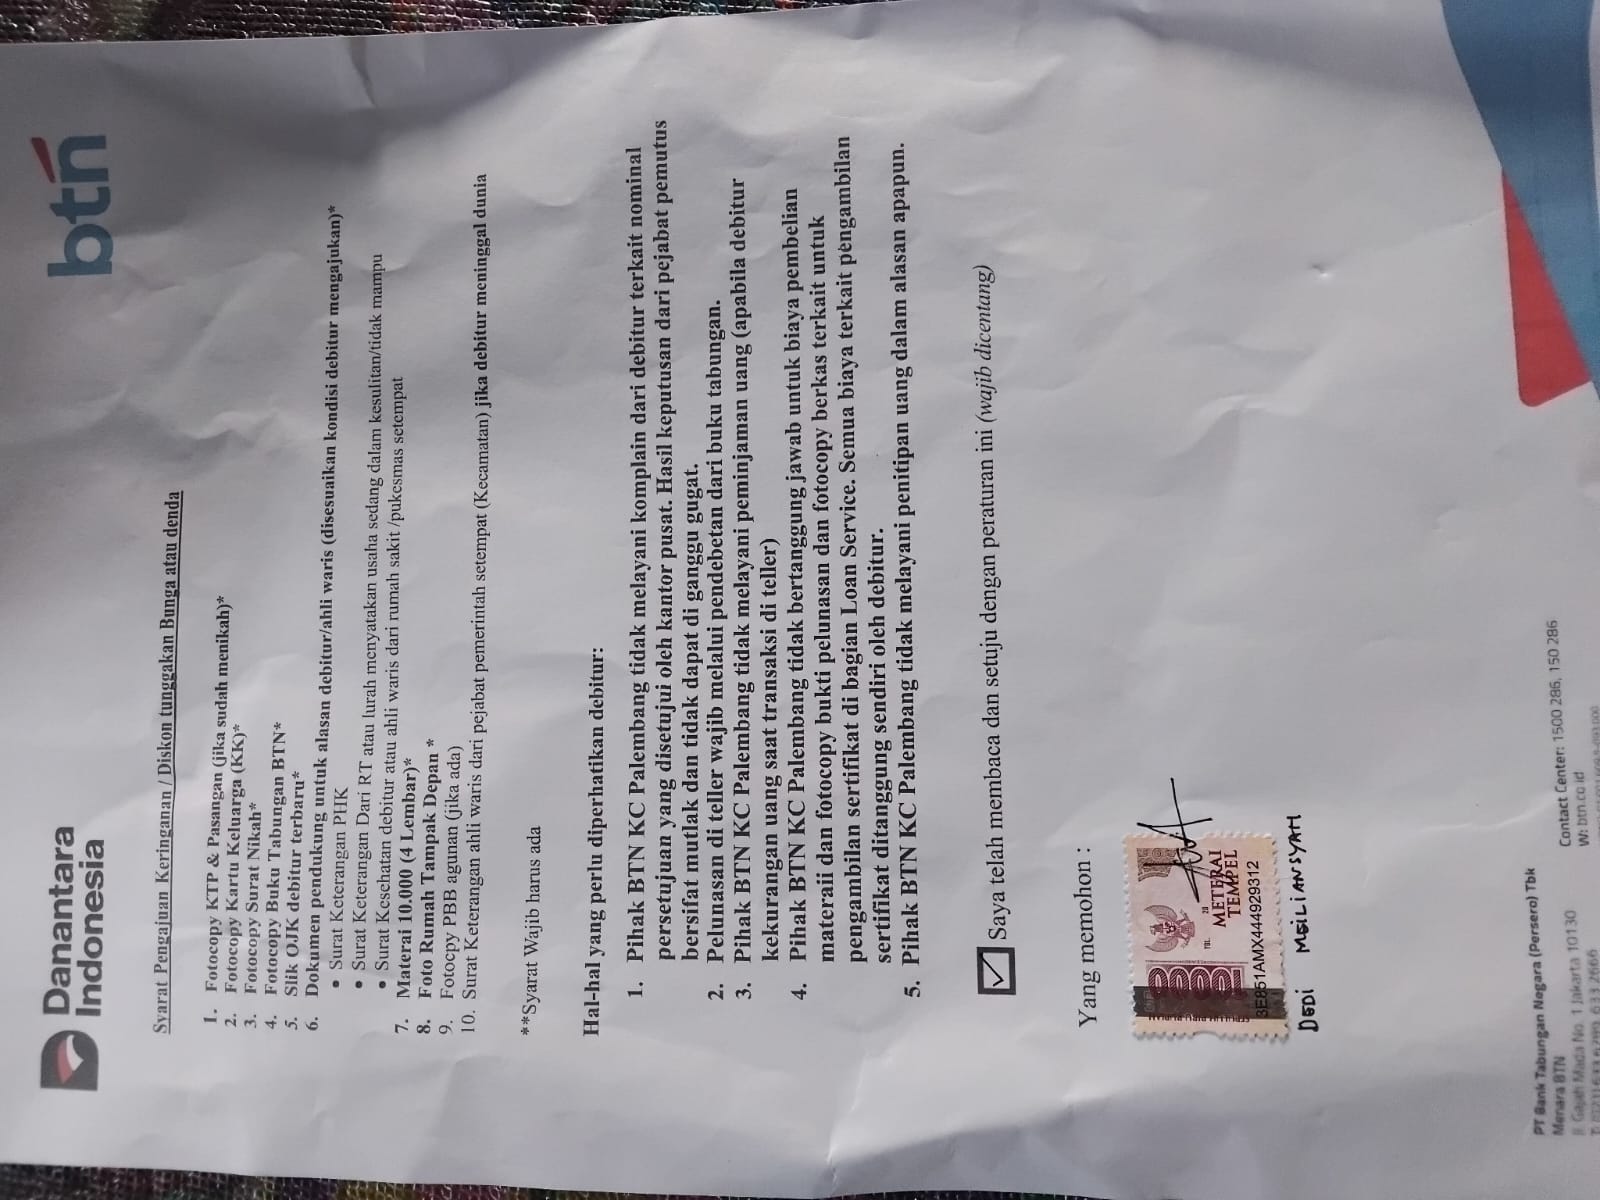 Danantara
Indonesia
btn
Syarat Pengajuan Keringanan / Diskon tunggakan Bunga atau denda
1. Fotocopy KTP & Pasangan (jika sudah menikah)*
2. Fotocopy Kartu Keluarga (KK)*
3. Fotocopy Surat Nikah*
4. Fotocopy Buku Tabungan BTN*
5. Slik OJK debitur terbaru*
6. Dokumen pendukung untuk alasan debitur/ahli waris (disesuaikan kondisi debitur mengajukan)*
• Surat Keterangan PHK
• Surat Keterangan Dari RT atau lurah menyatakan usaha sedang dalam kesulitan/tidak mampu
• Surat Kesehatan debitur atau ahli waris dari rumah sakit /pukesmas setempat
7. Materai 10.000 (4 Lembar)*
8. Foto Rumah Tampak Depan *
9. Fotocpy PBB agunan (jika ada)
10. Surat Keterangan ahli waris dari pejabat pemerintah setempat (Kecamatan) jika debitur meninggal dunia
**Syarat Wajib harus ada
Hal-hal yang perlu diperhatikan debitur:
1. Pihak BTN KC Palembang tidak melayani komplain dari debitur terkait nominal
persetujuan yang disetujui oleh kantor pusat. Hasil keputusan dari pejabat pemutus
bersifat mutlak dan tidak dapat di ganggu gugat.
2. Pelunasan di teller wajib melalui pendebetan dari buku tabungan.
3. Pihak BTN KC Palembang tidak melayani peminjaman uang (apabila debitur
kekurangan uang saat transaksi di teller)
4. Pihak BTN KC Palembang tidak bertanggung jawab untuk biaya pembelian
materaii dan fotocopy bukti pelunasan dan fotocopy berkas terkait untuk
pengambilan sertifikat di bagian Loan Service. Semua biaya terkait pengambilan
sertifikat ditanggung sendiri oleh debitur.
5. Pihak BTN KC Palembang tidak melayani penitipan uang dalam alasan apapun.
Saya telah membaca dan setuju dengan peraturan ini (wajib dicentang)
Yang memohon :
TGL. 20
METERAI
TEMPEL
3E851AMX444929312
DEDI MEILIANSYAH
PT Bank Tabungan Negara (Persero) Tbk
Menara BTN
Jl. Gajah Mada No. 1 Jakarta 10130
Contact Center: 1500 286, 150 286
W: btn.co.id